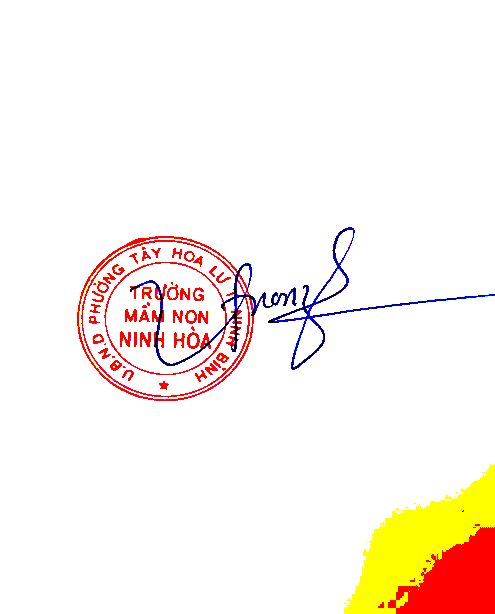 U.B.N.D PHƯỜNG TÂY HOA LƯ T NINH BÌNH
TRƯỜNG
MẦM NON
NINH HÒA